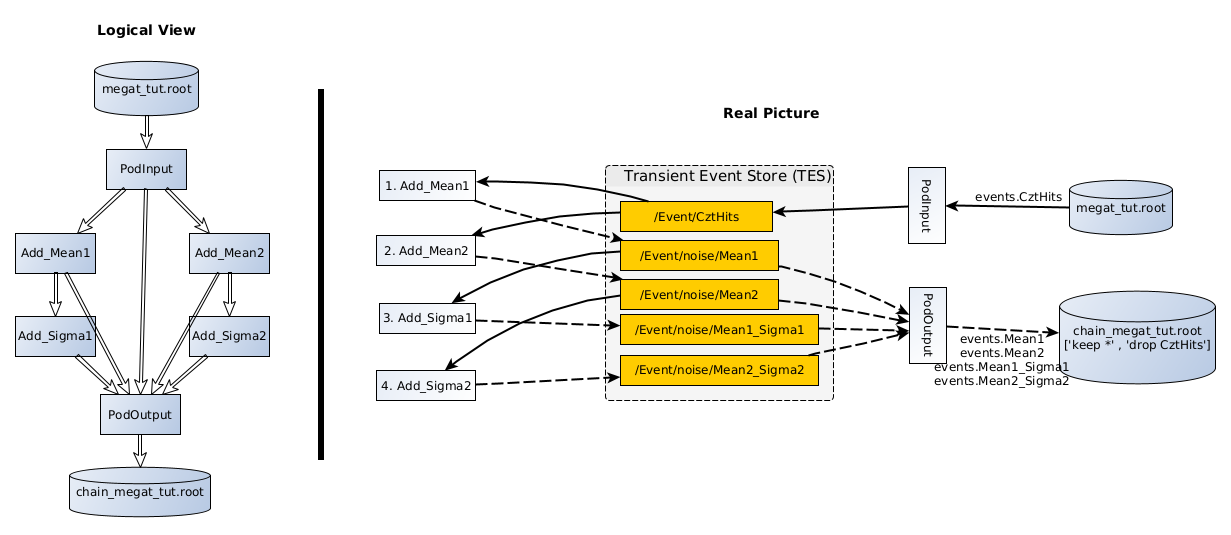 Logical View
megat_tut.root
PodInput
Add_Mean1
Add_Mean2
Add_Sigma1
Add_Sigma2
PodOutput
chain_megat_tut.root
Real Picture
1. Add_Mean1
2. Add_Mean2
3. Add_Sigma1
4. Add_Sigma2
Transient Event Store (TES)
/Event/CztHits
/Event/noise/Mean1
/Event/noise/Mean2
/Event/noise/Mean1_Sigma1
/Event/noise/Mean2_Sigma2
PodInput
events.CztHits
megat_tut.root
PodOutput
events.Mean1
events.Mean2
events.Mean1_Sigma1
events.Mean2_Sigma2
chain_megat_tut.root
['keep *' , 'drop CztHits']